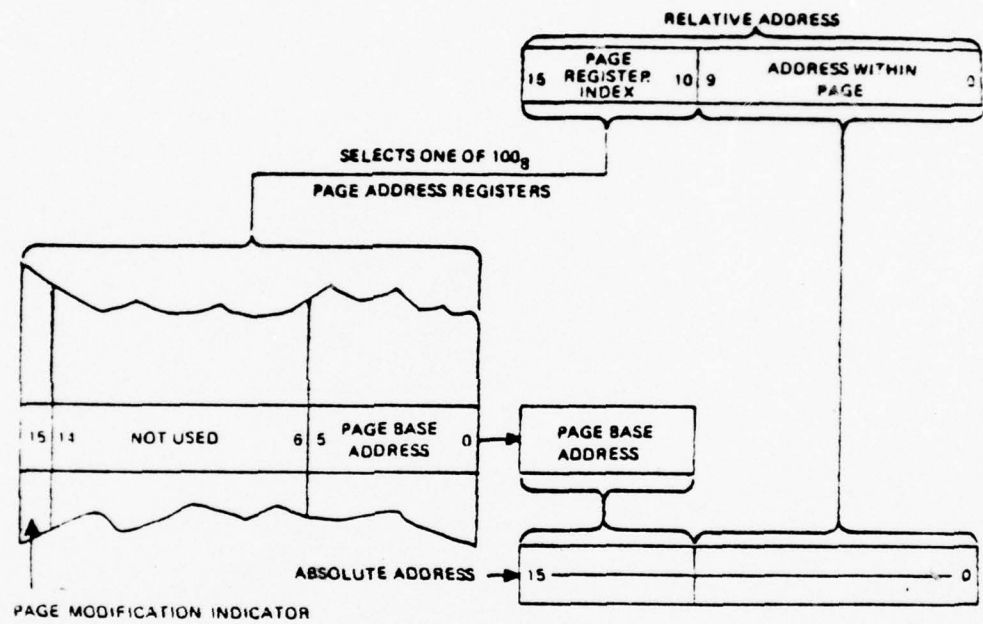 RELATIVE ADDRESS
15 PAGE REGISTER INDEX 10 9 ADDRESS WITHIN PAGE 0
SELECTS ONE OF 100₈
PAGE ADDRESS REGISTERS
15 14 NOT USED 6 5 PAGE BASE ADDRESS 0
PAGE BASE ADDRESS
ABSOLUTE ADDRESS 15 0
PAGE MODIFICATION INDICATOR